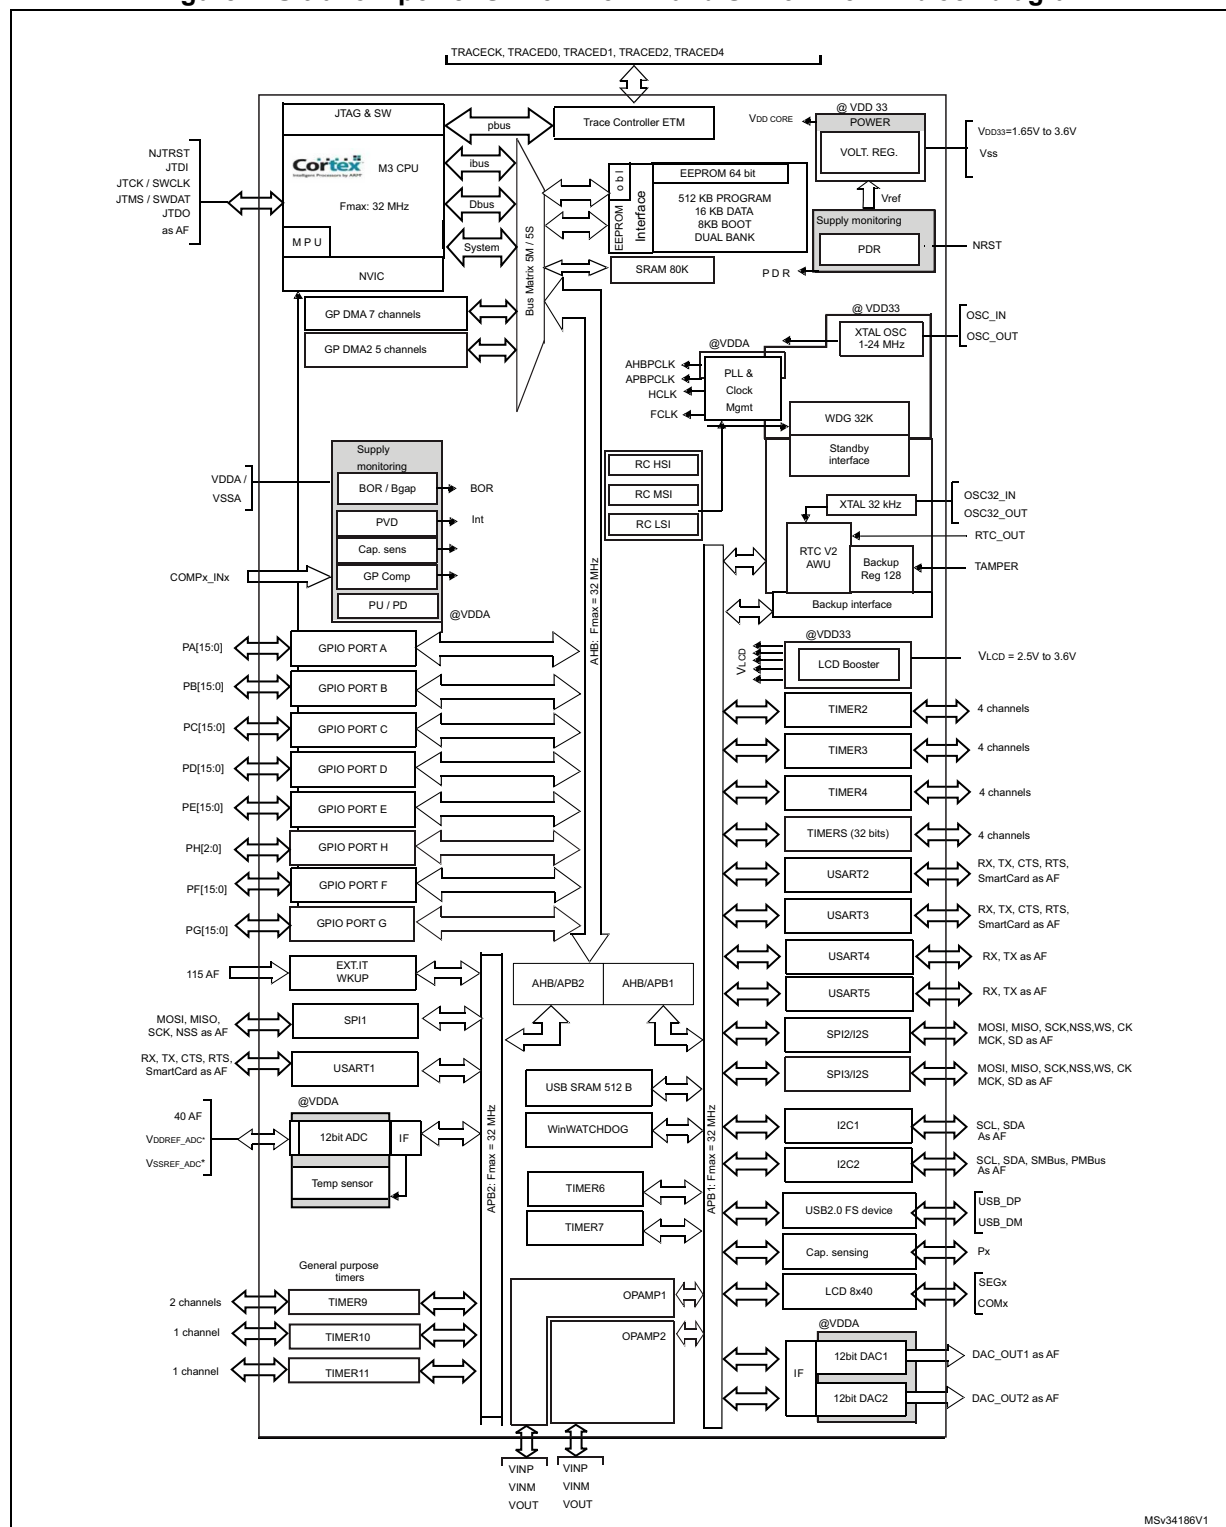 TRACECK, TRACED0, TRACED1, TRACED2, TRACED4
JTAG & SW
pbus
Trace Controller ETM
NJTRST
JTDI
JTCK / SWCLK
JTMS / SWDAT
JTDO
as AF
Cortex
Intelligent Processors by ARM
M3 CPU
Fmax: 32 MHz
M P U
NVIC
ibus
Dbus
System
Bus Matrix 5M / 5S
GP DMA 7 channels
GP DMA2 5 channels
o b l
EEPROM
Interface
EEPROM 64 bit
512 KB PROGRAM
16 KB DATA
8KB BOOT
DUAL BANK
SRAM 80K
@ VDD 33
VDD CORE
POWER
VOLT. REG.
VDD33=1.65V to 3.6V
Vss
Vref
Supply monitoring
PDR
NRST
P D R
@ VDD33
XTAL OSC
1-24 MHz
OSC_IN
OSC_OUT
@VDDA
AHBPCLK
APBPCLK
HCLK
FCLK
PLL &
Clock
Mgmt
WDG 32K
Standby
interface
RC HSI
RC MSI
RC LSI
XTAL 32 kHz
OSC32_IN
OSC32_OUT
RTC V2
AWU
RTC_OUT
Backup
Reg 128
TAMPER
Backup interface
Supply
monitoring
VDDA /
VSSA
BOR / Bgap
BOR
PVD
Int
Cap. sens
COMPx_INx
GP Comp
PU / PD
@VDDA
AHB: Fmax = 32 MHz
PA[15:0]
GPIO PORT A
PB[15:0]
GPIO PORT B
PC[15:0]
GPIO PORT C
PD[15:0]
GPIO PORT D
PE[15:0]
GPIO PORT E
PH[2:0]
GPIO PORT H
PF[15:0]
GPIO PORT F
PG[15:0]
GPIO PORT G
115 AF
EXT.IT
WKUP
MOSI, MISO,
SCK, NSS as AF
SPI1
RX, TX, CTS, RTS,
SmartCard as AF
USART1
@VDDA
40 AF
VDDREF_ADC*
VSSREF_ADC*
12bit ADC
IF
Temp sensor
General purpose
timers
2 channels
TIMER9
1 channel
TIMER10
1 channel
TIMER11
APB2: Fmax = 32 MHz
AHB/APB2
AHB/APB1
USB SRAM 512 B
WinWATCHDOG
TIMER6
TIMER7
OPAMP1
OPAMP2
VINP
VINM
VOUT
VINP
VINM
VOUT
APB1: Fmax = 32 MHz
@VDD33
VLCD
LCD Booster
VLCD = 2.5V to 3.6V
TIMER2
4 channels
TIMER3
4 channels
TIMER4
4 channels
TIMERS (32 bits)
4 channels
USART2
RX, TX, CTS, RTS,
SmartCard as AF
USART3
RX, TX, CTS, RTS,
SmartCard as AF
USART4
RX, TX as AF
USART5
RX, TX as AF
SPI2/I2S
MOSI, MISO, SCK,NSS,WS, CK
MCK, SD as AF
SPI3/I2S
MOSI, MISO, SCK,NSS,WS, CK
MCK, SD as AF
I2C1
SCL, SDA
As AF
I2C2
SCL, SDA, SMBus, PMBus
As AF
USB2.0 FS device
USB_DP
USB_DM
Cap. sensing
Px
LCD 8x40
SEGx
COMx
@VDDA
IF
12bit DAC1
DAC_OUT1 as AF
12bit DAC2
DAC_OUT2 as AF
MSv34186V1